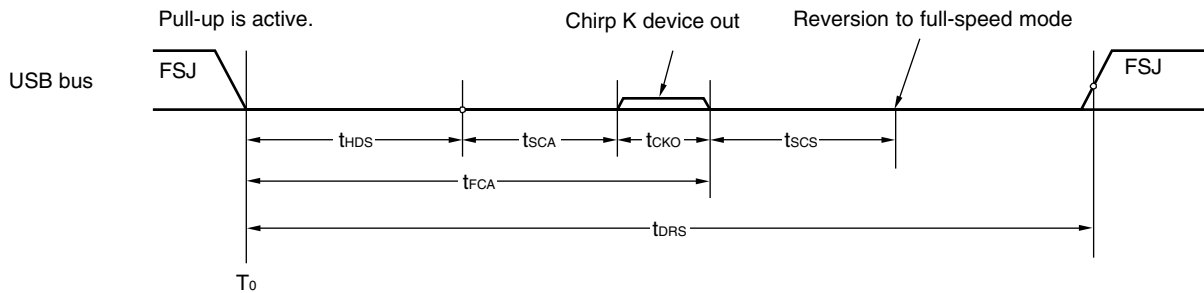 Pull-up is active.
Chirp K device out
Reversion to full-speed mode
USB bus
FSJ
FSJ
tHDS
tSCA
tCKO
tSCS
tFCA
tDRS
T0